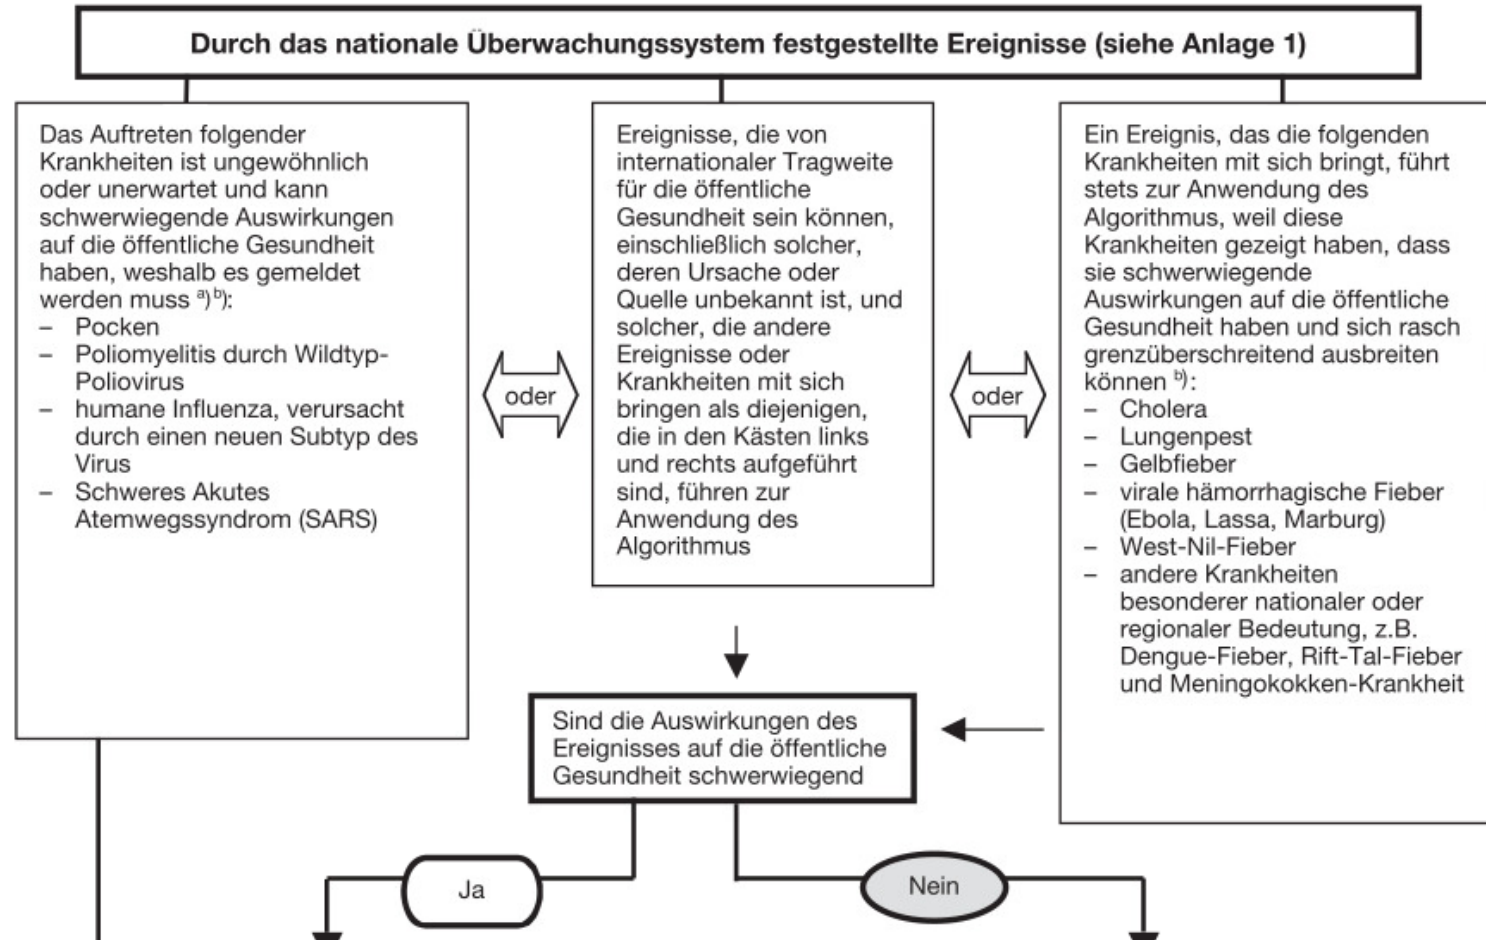 Durch das nationale Überwachungssystem festgestellte Ereignisse (siehe Anlage 1)
Das Auftreten folgender
Krankheiten ist ungewöhnlich
oder unerwartet und kann
schwerwiegende Auswirkungen
auf die öffentliche Gesundheit
haben, weshalb es gemeldet
werden muss a) b):
– Pocken
– Poliomyelitis durch Wildtyp-
Poliovirus
– humane Influenza, verursacht
durch einen neuen Subtyp des
Virus
– Schweres Akutes
Atemwegssyndrom (SARS)
oder
Ereignisse, die von
internationaler Tragweite
für die öffentliche
Gesundheit sein können,
einschließlich solcher,
deren Ursache oder
Quelle unbekannt ist, und
solcher, die andere
Ereignisse oder
Krankheiten mit sich
bringen als diejenigen,
die in den Kästen links
und rechts aufgeführt
sind, führen zur
Anwendung des
Algorithmus
oder
Ein Ereignis, das die folgenden
Krankheiten mit sich bringt, führt
stets zur Anwendung des
Algorithmus, weil diese
Krankheiten gezeigt haben, dass
sie schwerwiegende
Auswirkungen auf die öffentliche
Gesundheit haben und sich rasch
grenzüberschreitend ausbreiten
können b):
– Cholera
– Lungenpest
– Gelbfieber
– virale hämorrhagische Fieber
(Ebola, Lassa, Marburg)
– West-Nil-Fieber
– andere Krankheiten
besonderer nationaler oder
regionaler Bedeutung, z.B.
Dengue-Fieber, Rift-Tal-Fieber
und Meningokokken-Krankheit
Sind die Auswirkungen des
Ereignisses auf die öffentliche
Gesundheit schwerwiegend
Ja
Nein